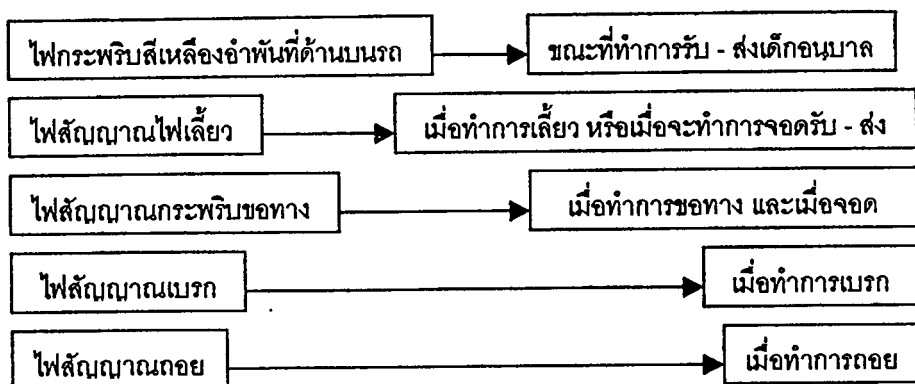 ไฟกระพริบสีเหลืองอำพันที่ด้านบนรถ ขณะที่ทำการรับ - ส่งเด็กอนุบาล
ไฟสัญญาณไฟเลี้ยว เมื่อทำการเลี้ยว หรือเมื่อจะทำการจอดรับ - ส่ง
ไฟสัญญาณกระพริบขอทาง เมื่อทำการขอทาง และเมื่อจอด
ไฟสัญญาณเบรก เมื่อทำการเบรก
ไฟสัญญาณถอย เมื่อทำการถอย